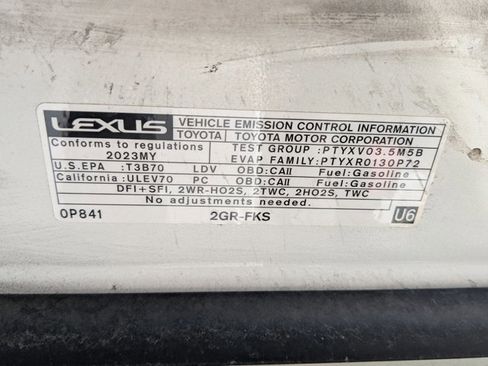 LEXUS VEHICLE EMISSION CONTROL INFORMATION
TOYOTA TOYOTA MOTOR CORPORATION
Conforms to regulations TEST GROUP :PTYXV03.5M5B
2023MY EVAP FAMILY:PTYXR0130P72
U.S.EPA :T3B70 LDV OBD:CAII Fuel:Gasoline
California :ULEV70 PC OBD:CAII Fuel:Gasoline
DFI+SFI, 2WR-HO2S, 2TWC, 2HO2S, TWC
No adjustments needed.
0P841 2GR-FKS U6